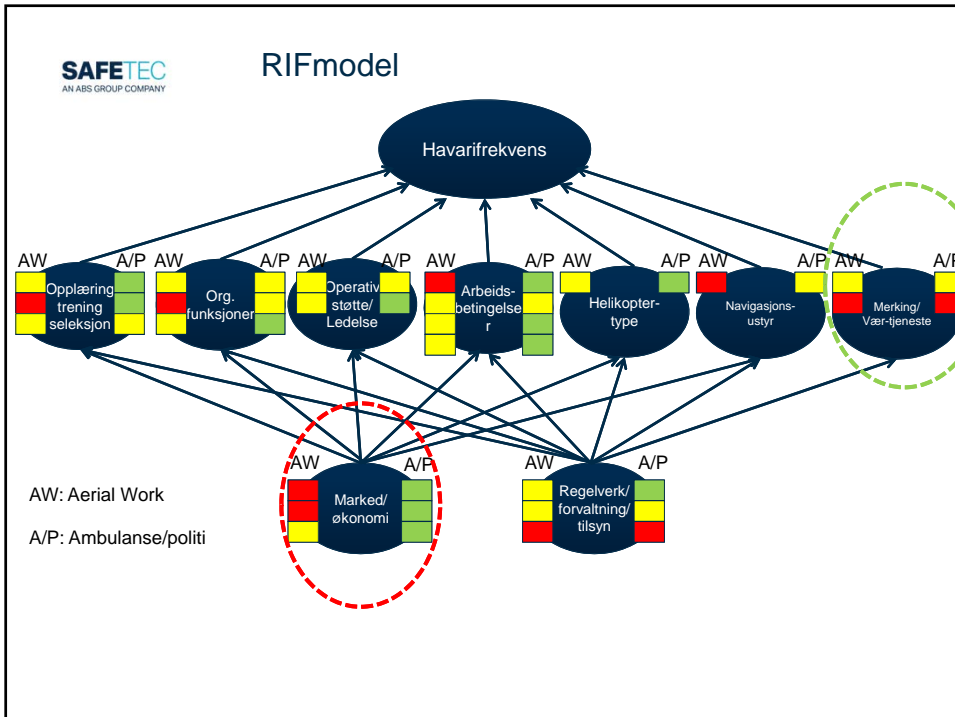 SAFETEC
AN ABS GROUP COMPANY
RIFmodel
Havarifrekvens
AW
A/P
Opplæring
trening
seleksjon
AW
A/P
Org.
funksjoner
AW
A/P
Operativ
støtte/
Ledelse
AW
A/P
Arbeids-
betingelse
r
AW
A/P
Helikopter-
type
AW
A/P
Navigasjons-
ustyr
AW
A/P
Merking/
Vær-tjeneste
AW
A/P
Marked/
økonomi
AW
A/P
Regelverk/
forvaltning/
tilsyn
AW: Aerial Work
A/P: Ambulanse/politi